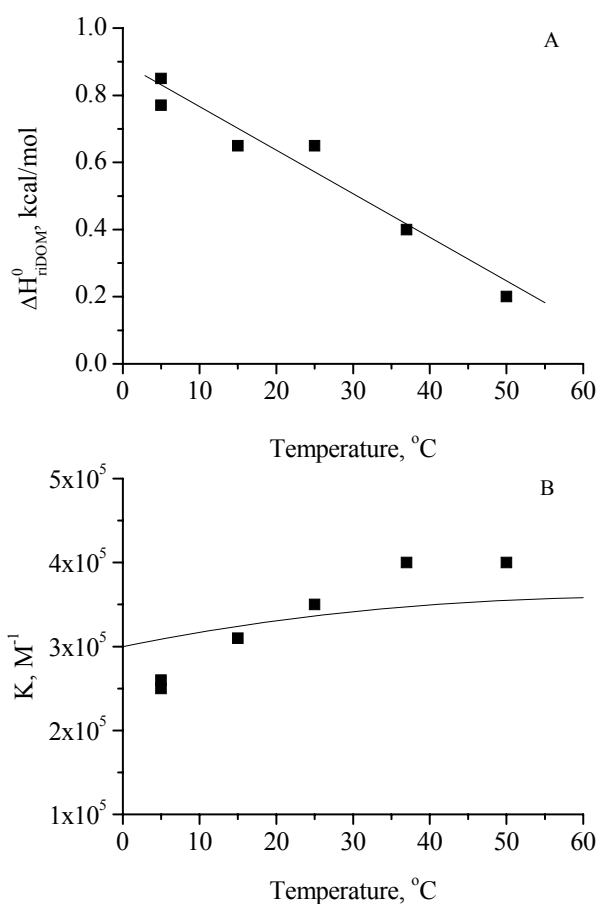 A
1.0
0.8
0.6
0.4
0.2
0.0
ΔH⁰riDOM, kcal/mol
0 10 20 30 40 50 60
Temperature, °C
B
5x10⁵
4x10⁵
3x10⁵
2x10⁵
1x10⁵
K, M⁻¹
0 10 20 30 40 50 60
Temperature, °C